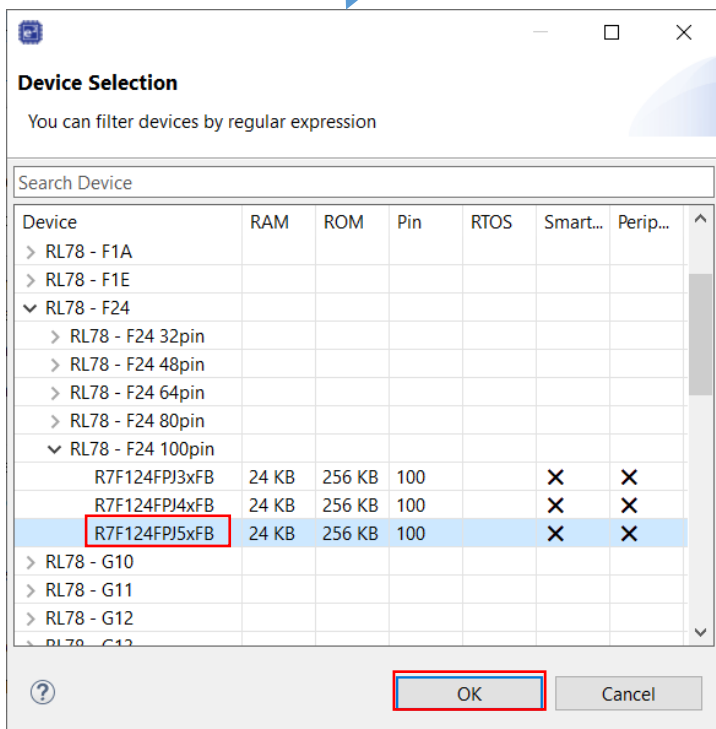 Device Selection
You can filter devices by regular expression
Search Device
Device RAM ROM Pin RTOS Smart... Perip...
RL78 - F1A
RL78 - F1E
RL78 - F24
RL78 - F24 32pin
RL78 - F24 48pin
RL78 - F24 64pin
RL78 - F24 80pin
RL78 - F24 100pin
R7F124FPJ3xFB 24 KB 256 KB 100
R7F124FPJ4xFB 24 KB 256 KB 100
R7F124FPJ5xFB 24 KB 256 KB 100
RL78 - G10
RL78 - G11
RL78 - G12
OK Cancel